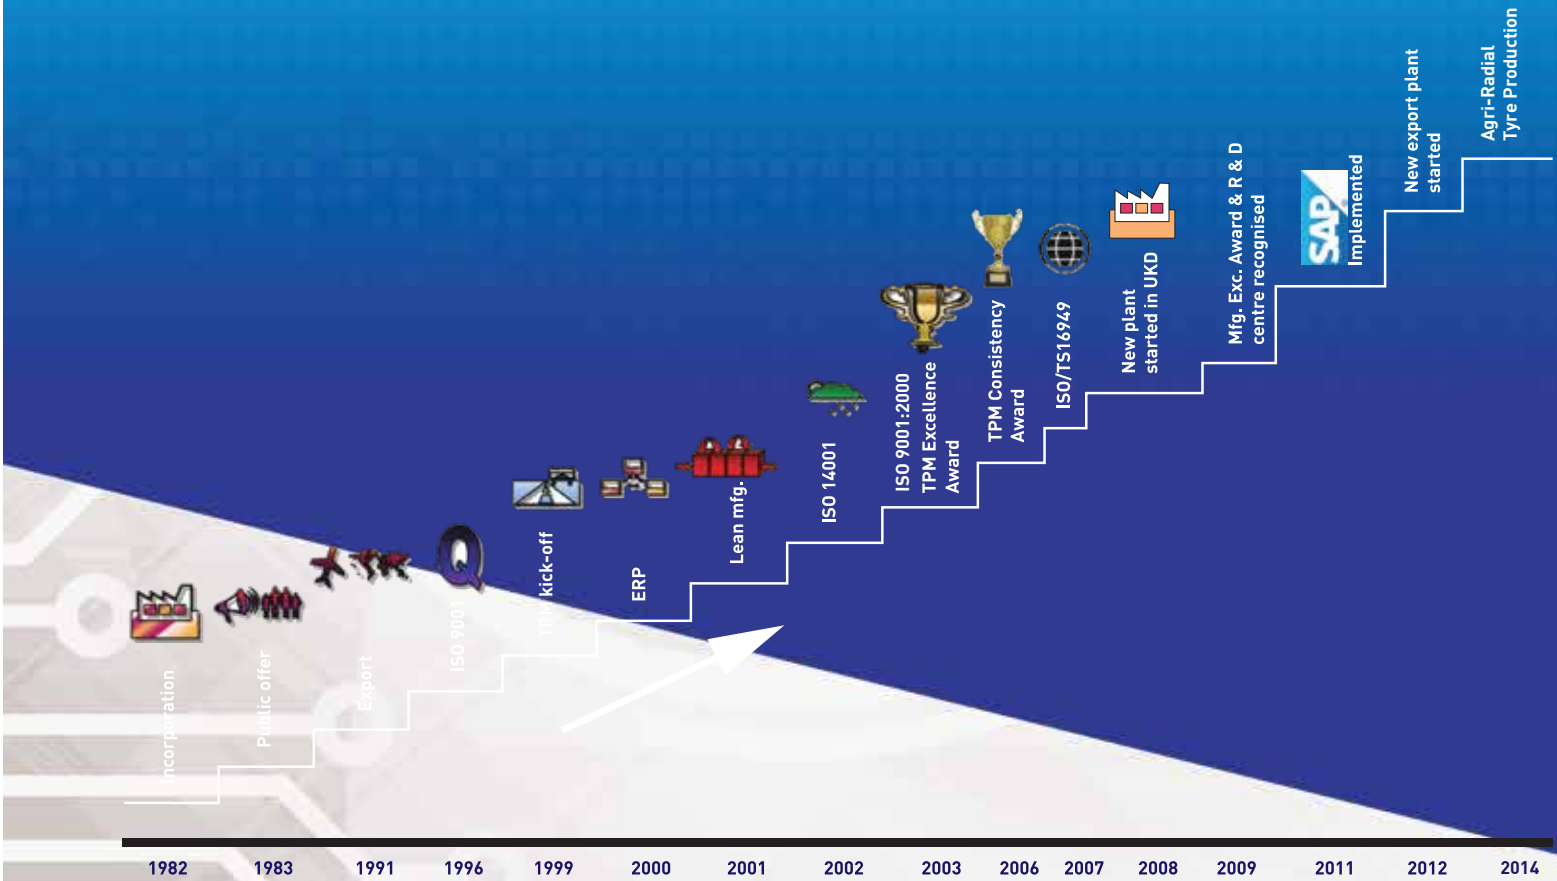 Incorporation
Public offer
Export
ISO 9001
TPM kick-off
ERP
Lean mfg.
ISO 14001
ISO 9001:2000
TPM Excellence
Award
TPM Consistency
Award
ISO/TS16949
New plant
started in UKD
Mfg. Exc. Award & R & D
centre recognised
SAP
Implemented
New export plant
started
Agri-Radial
Tyre Production
Q
1982 1983 1991 1996 1999 2000 2001 2002 2003 2006 2007 2008 2009 2011 2012 2014